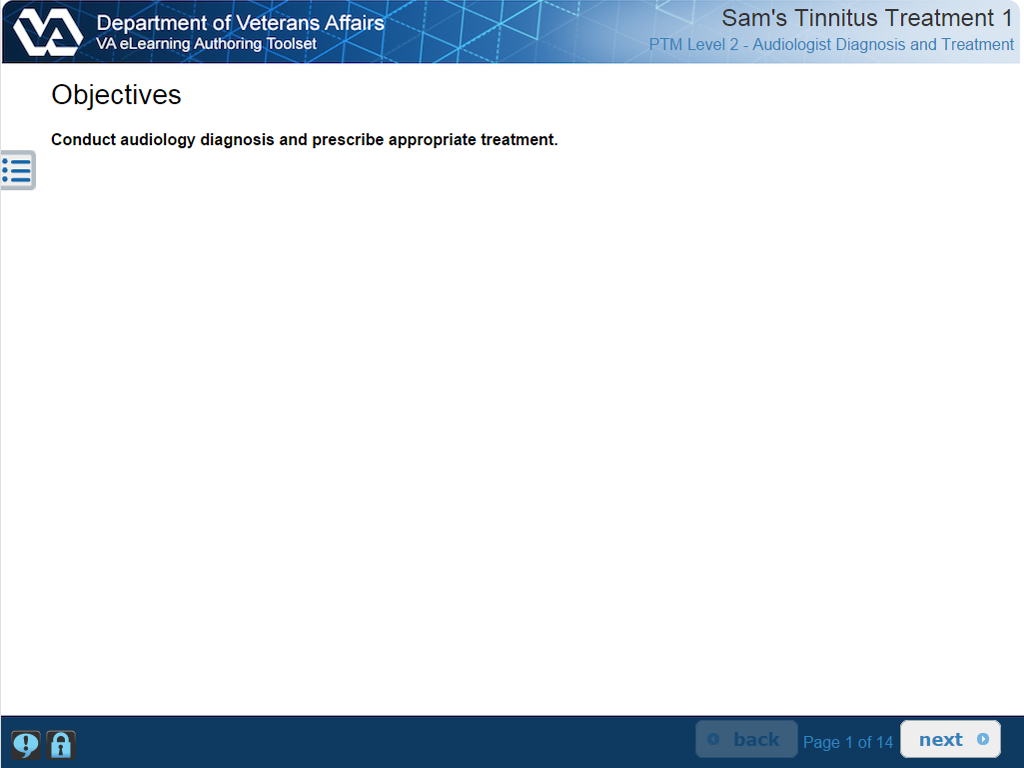 Department of Veterans Affairs
VA eLearning Authoring Toolset
Sam's Tinnitus Treatment 1
PTM Level 2 - Audiologist Diagnosis and Treatment
Objectives
Conduct audiology diagnosis and prescribe appropriate treatment.
back
Page 1 of 14
next